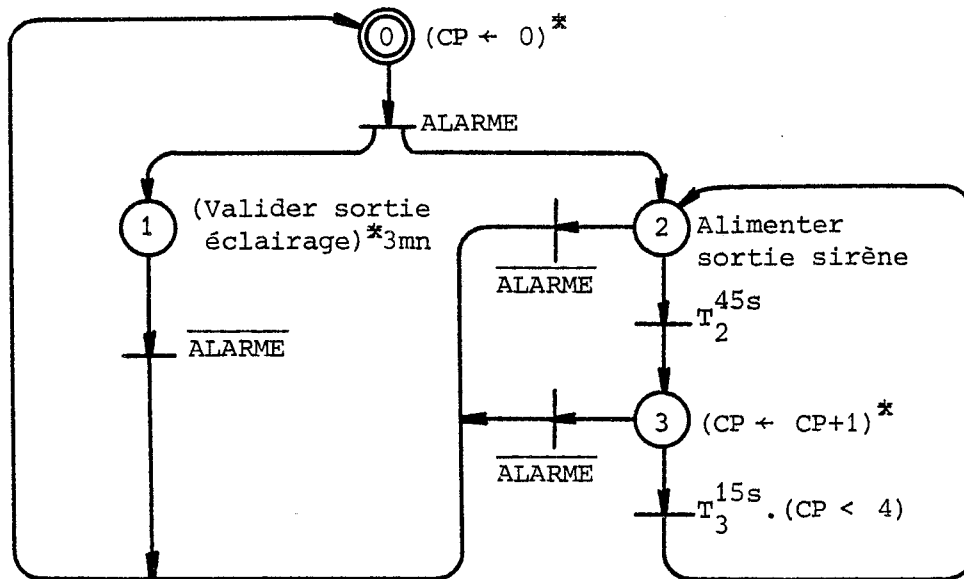 0 (CP ← 0)*
ALARME
1 (Valider sortie
éclairage)*3mn
2 Alimenter
sortie sirène
ALARME
T₂^45s
ALARME
3 (CP ← CP+1)*
ALARME
T₃^15s.(CP < 4)